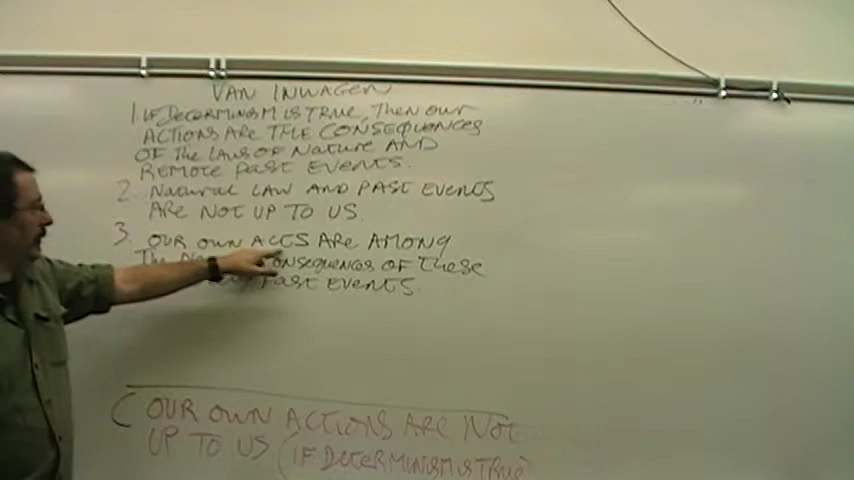 VAN INWAGEN
1. IF DETERMINISM IS TRUE, THEN OUR
ACTIONS ARE THE CONSEQUENCES
OF THE LAWS OF NATURE AND
REMOTE PAST EVENTS.
2. NATURAL LAW AND PAST EVENTS
ARE NOT UP TO US.
3. OUR OWN ACTS ARE AMONG
THE CONSEQUENCES OF THESE
PAST EVENTS.
C OUR OWN ACTIONS ARE NOT
UP TO US (IF DETERMINISM IS TRUE)